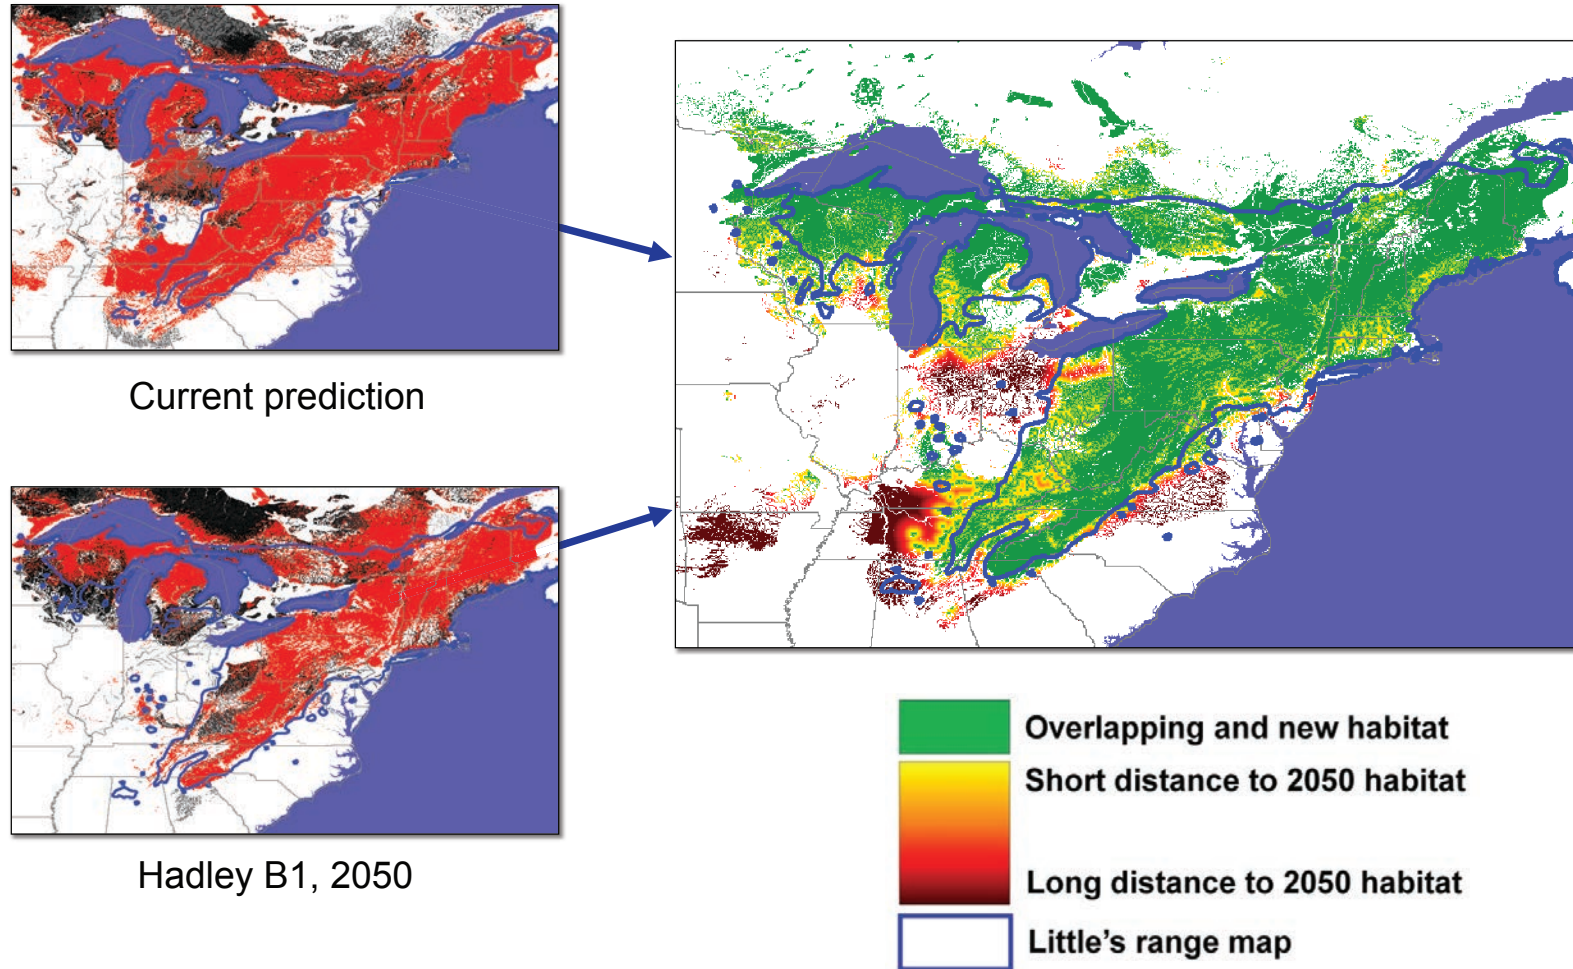 Current prediction
Hadley B1, 2050
Overlapping and new habitat
Short distance to 2050 habitat
Long distance to 2050 habitat
Little's range map